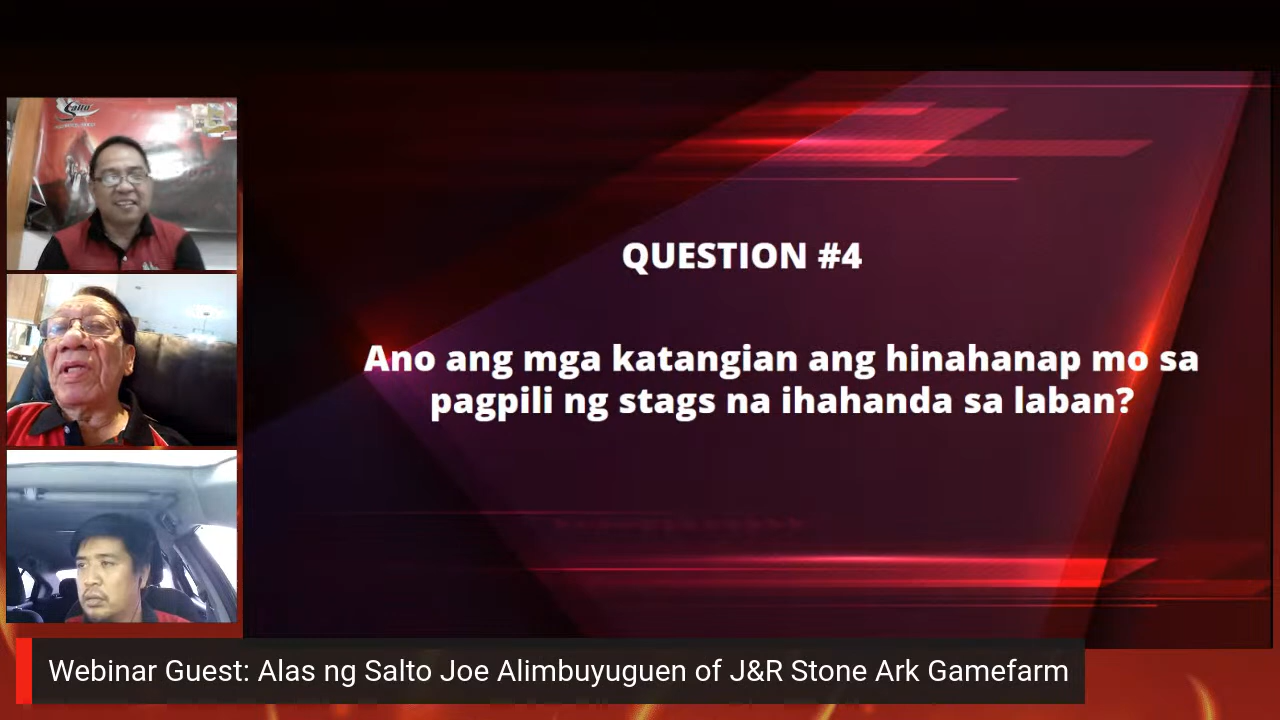 Salto
QUESTION #4
Ano ang mga katangian ang hinahanap mo sa
pagpili ng stags na ihahanda sa laban?
Webinar Guest: Alas ng Salto Joe Alimbuyuguen of J&R Stone Ark Gamefarm